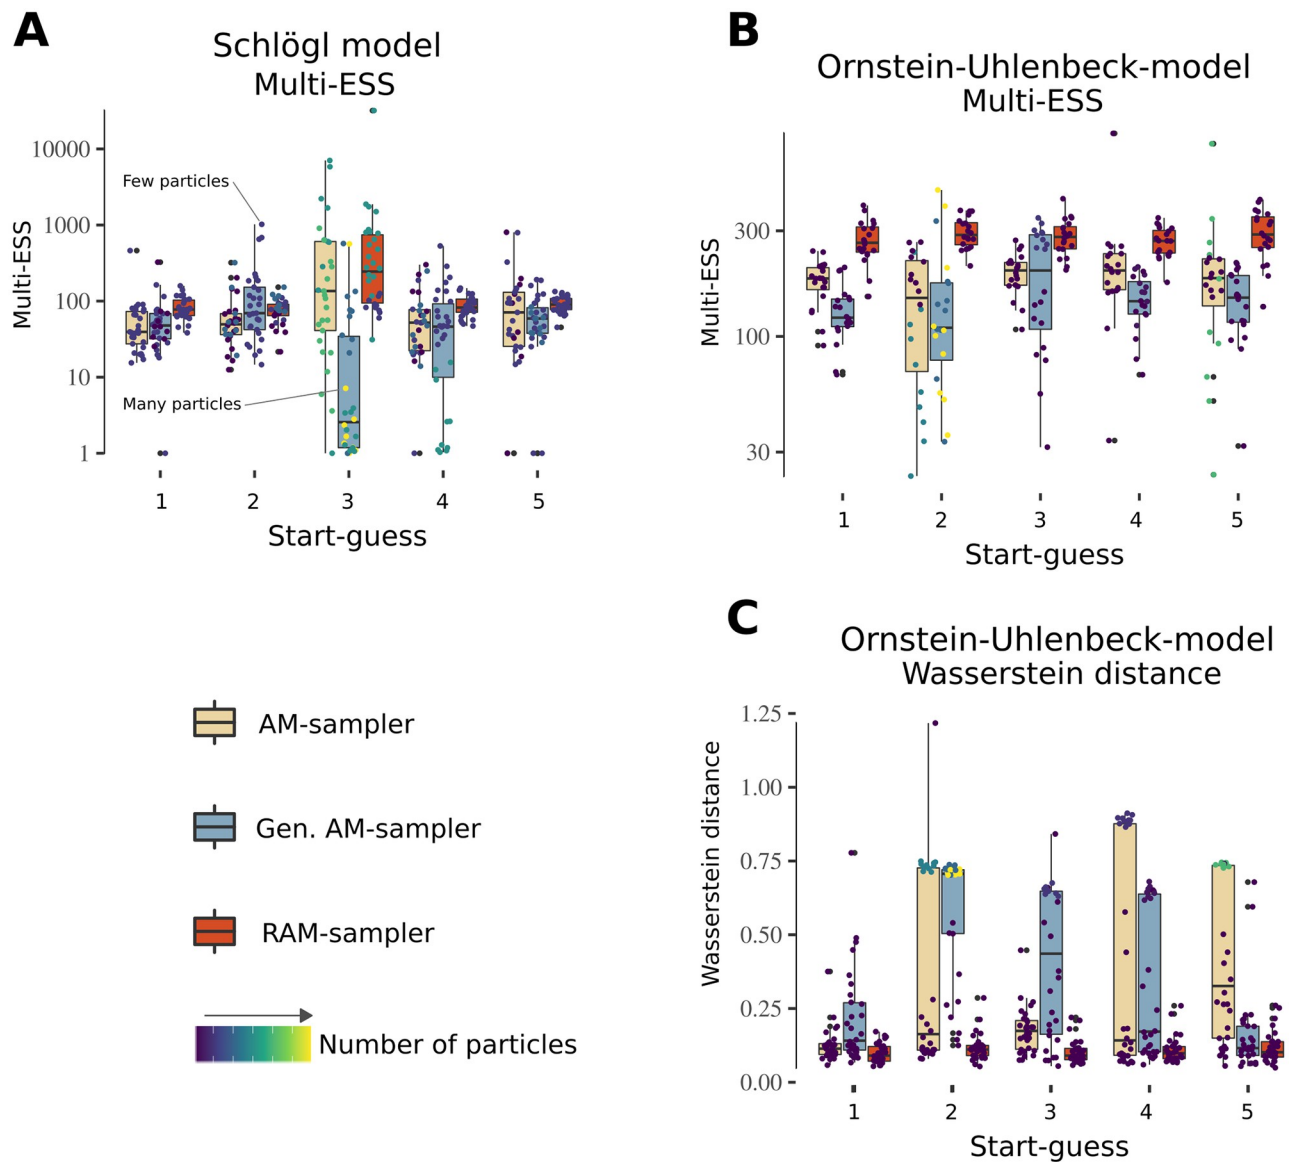 A
Schlögl model
Multi-ESS
Multi-ESS
10000
1000
100
10
1
Few particles
Many particles
1 2 3 4 5
Start-guess
B
Ornstein-Uhlenbeck-model
Multi-ESS
Multi-ESS
300
100
30
1 2 3 4 5
Start-guess
AM-sampler
Gen. AM-sampler
RAM-sampler
Number of particles
C
Ornstein-Uhlenbeck-model
Wasserstein distance
Wasserstein distance
1.25
1.00
0.75
0.50
0.25
0.00
1 2 3 4 5
Start-guess